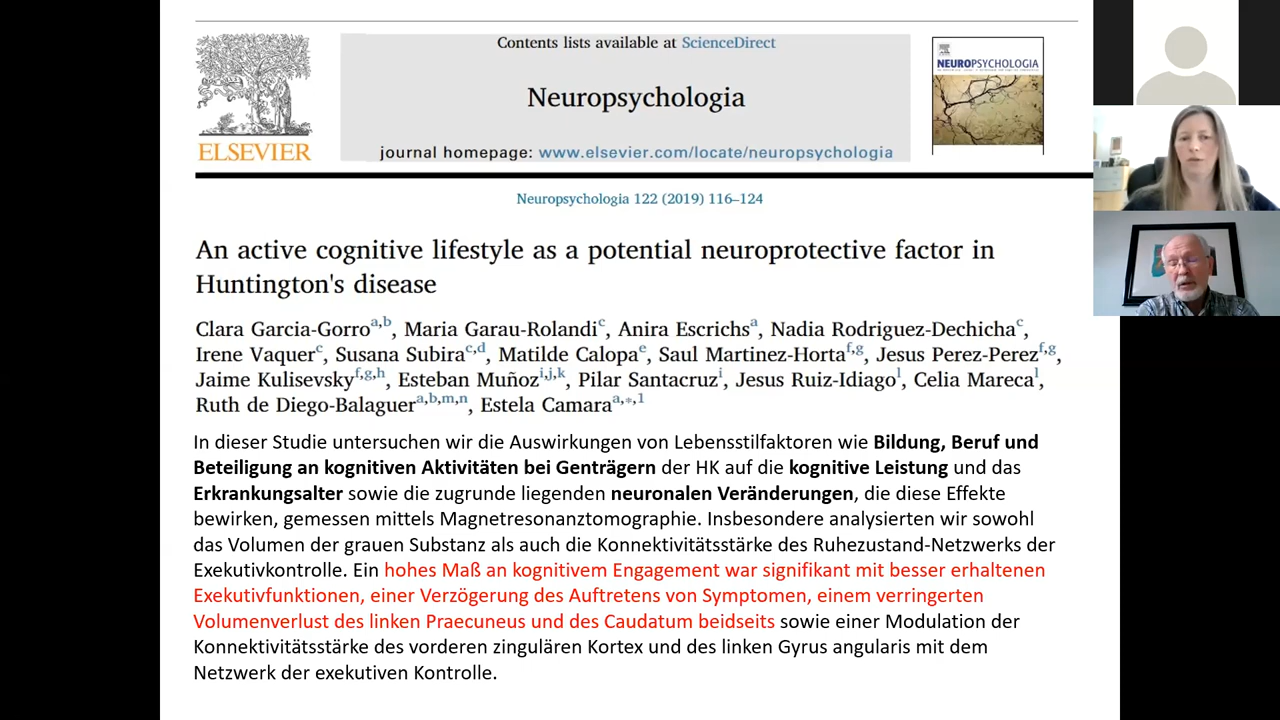 Contents lists available at ScienceDirect
Neuropsychologia
journal homepage: www.elsevier.com/locate/neuropsychologia
ELSEVIER
NEUROPSYCHOLOGIA
Neuropsychologia 122 (2019) 116–124
An active cognitive lifestyle as a potential neuroprotective factor in
Huntington's disease
Clara Garcia-Gorro^a,b, Maria Garau-Rolandi^c, Anira Escrichs^a, Nadia Rodriguez-Dechicha^c,
Irene Vaquer^c, Susana Subira^c,d, Matilde Calopa^e, Saul Martinez-Horta^f,g, Jesus Perez-Perez^f,g,
Jaime Kulisevsky^f,g,h, Esteban Muñoz^i,j,k, Pilar Santacruz^i, Jesus Ruiz-Idiago^l, Celia Mareca^l,
Ruth de Diego-Balaguer^a,b,m,n, Estela Camara^a,*,1
In dieser Studie untersuchen wir die Auswirkungen von Lebensstilfaktoren wie Bildung, Beruf und
Beteiligung an kognitiven Aktivitäten bei Genträgern der HK auf die kognitive Leistung und das
Erkrankungsalter sowie die zugrunde liegenden neuronalen Veränderungen, die diese Effekte
bewirken, gemessen mittels Magnetresonanztomographie. Insbesondere analysierten wir sowohl
das Volumen der grauen Substanz als auch die Konnektivitätsstärke des Ruhezustand-Netzwerks der
Exekutivkontrolle. Ein hohes Maß an kognitivem Engagement war signifikant mit besser erhaltenen
Exekutivfunktionen, einer Verzögerung des Auftretens von Symptomen, einem verringerten
Volumenverlust des linken Praecuneus und des Caudatum beidseits sowie einer Modulation der
Konnektivitätsstärke des vorderen zingulären Kortex und des linken Gyrus angularis mit dem
Netzwerk der exekutiven Kontrolle.